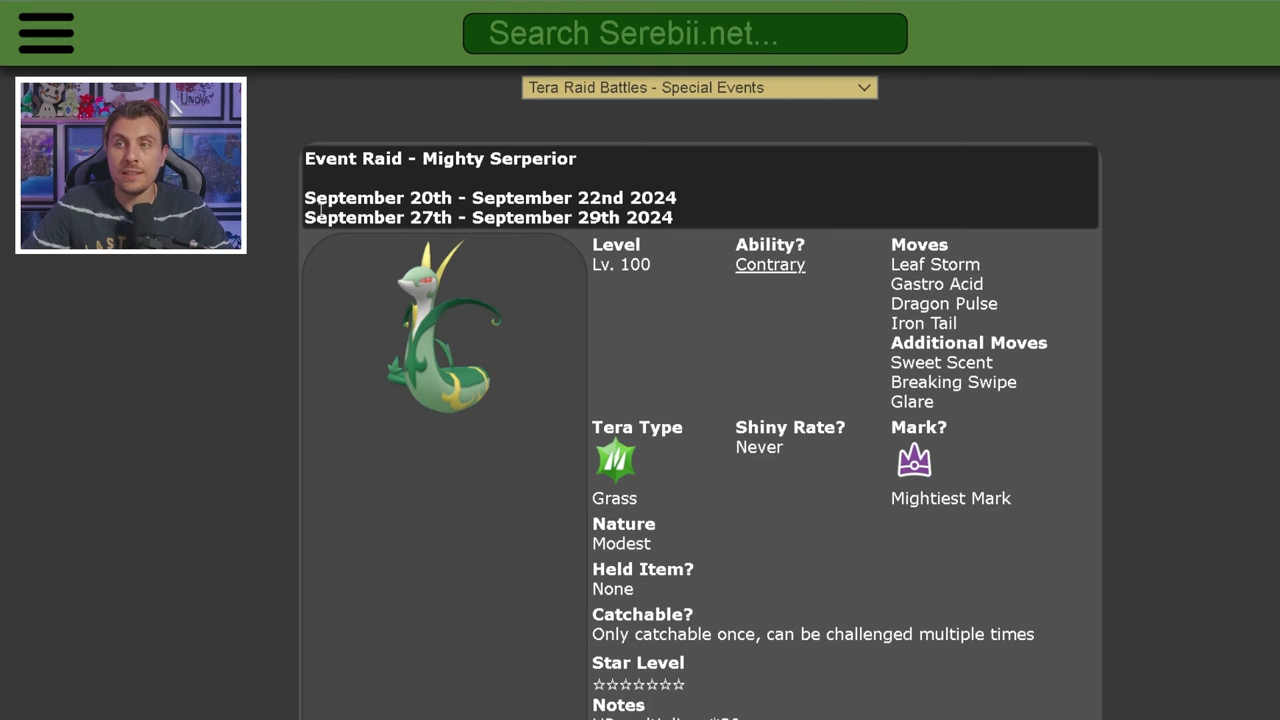 Search Serebii.net...
Tera Raid Battles - Special Events
UNOVA
LAST
Event Raid - Mighty Serperior
September 20th - September 22nd 2024
September 27th - September 29th 2024
Level
Lv. 100
Ability?
Contrary
Moves
Leaf Storm
Gastro Acid
Dragon Pulse
Iron Tail
Additional Moves
Sweet Scent
Breaking Swipe
Glare
Tera Type
Grass
Shiny Rate?
Never
Mark?
Mightiest Mark
Nature
Modest
Held Item?
None
Catchable?
Only catchable once, can be challenged multiple times
Star Level
☆☆☆☆☆☆☆
Notes